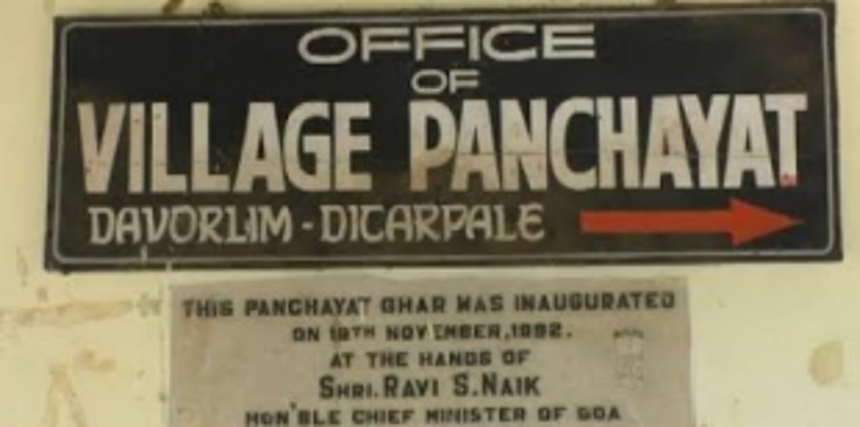 OFFICE
OF
VILLAGE PANCHAYAT
DAVORLIM - DICARPALE
THIS PANCHAYAT GHAR WAS INAUGURATED
ON 18TH NOVEMBER, 1992.
AT THE HANDS OF
SHRI. RAVI S. NAIK
HON'BLE CHIEF MINISTER OF GOA